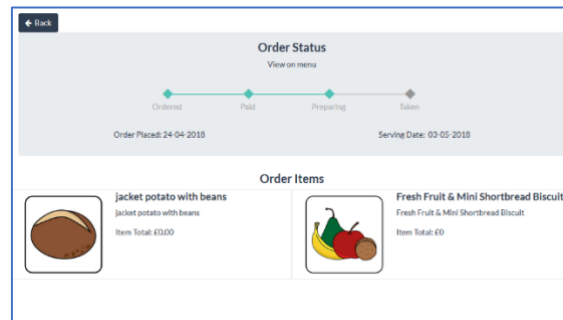 ← Back
Order Status
View on menu
Ordered Paid Preparing Taken
Order Placed: 24-04-2018 Serving Date: 03-05-2018
Order Items
jacket potato with beans
jacket potato with beans
Item Total: £0.00
Fresh Fruit & Mini Shortbread Biscuit
Fresh Fruit & Mini Shortbread Biscuit
Item Total: £0